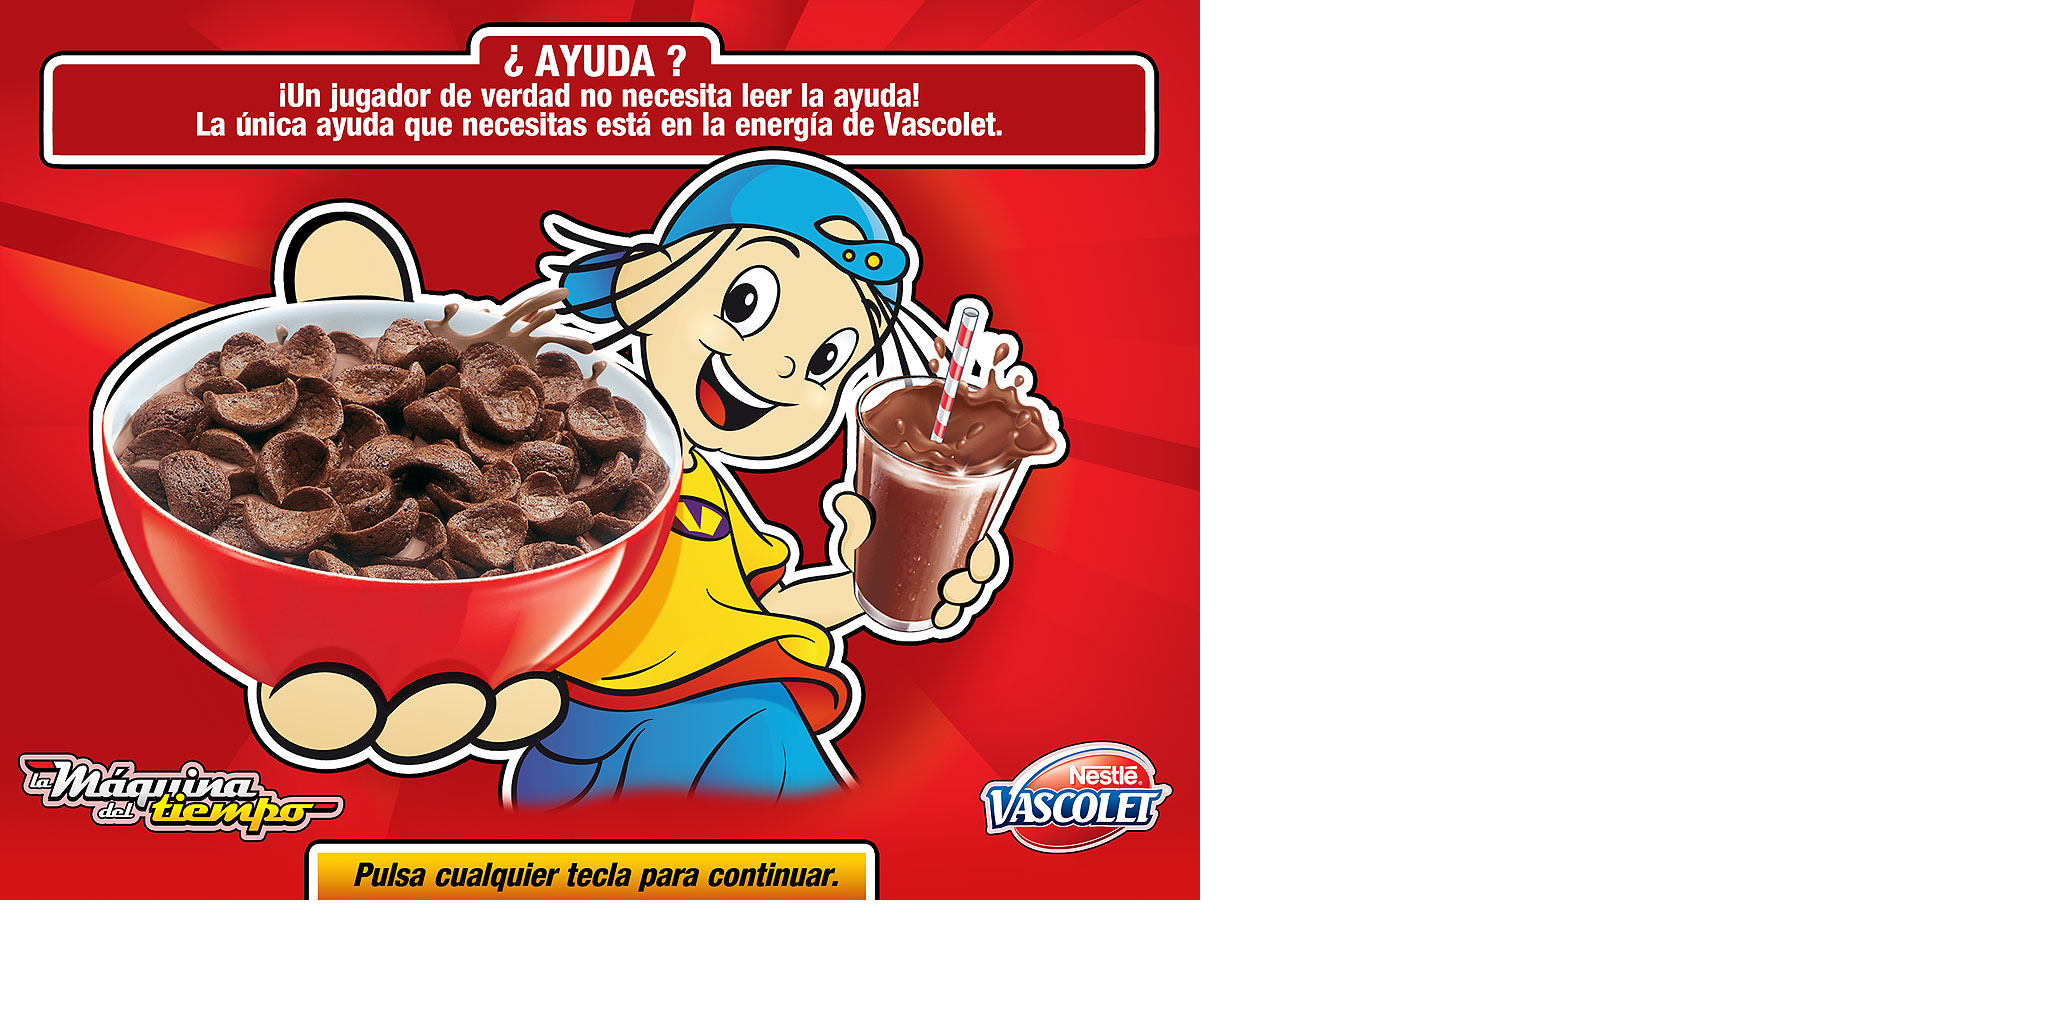 ¿ AYUDA ?
¡Un jugador de verdad no necesita leer la ayuda!
La única ayuda que necesitas está en la energía de Vascolet.
V
la Máquina
del tiempo
Nestlé®
VASCOLET
Pulsa cualquier tecla para continuar.